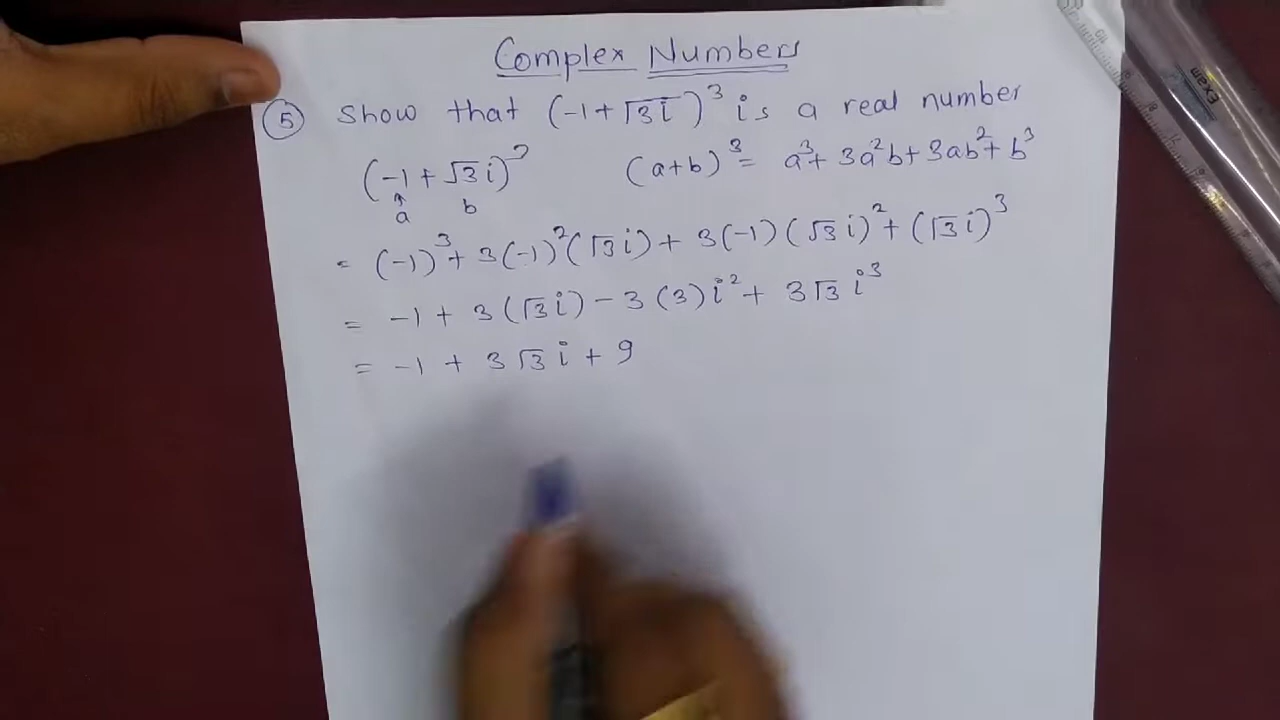 Complex Numbers
⑤ Show that (-1+√3i)³ is a real number
(-1+√3i)³ (a+b)³= a³+3a²b+3ab²+b³
↑
a b
= (-1)³+3(-1)²(√3i)+3(-1)(√3i)²+(√3i)³
= -1+3(√3i)-3(3)i²+3√3i³
= -1+3√3i+9
Exam